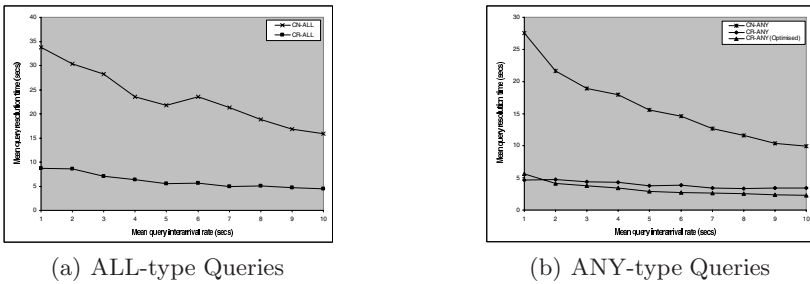 40
35
30
25
20
15
10
5
0
Mean query resolution time (secs)
CN-ALL
CR-ALL
1 2 3 4 5 6 7 8 9 10
Mean query interarrival rate (secs)
(a) ALL-type Queries
30
25
20
15
10
5
0
Mean query resolution time (secs)
CN-ANY
CR-ANY
CR-ANY (Optimised)
1 2 3 4 5 6 7 8 9 10
Mean query interarrival rate (secs)
(b) ANY-type Queries